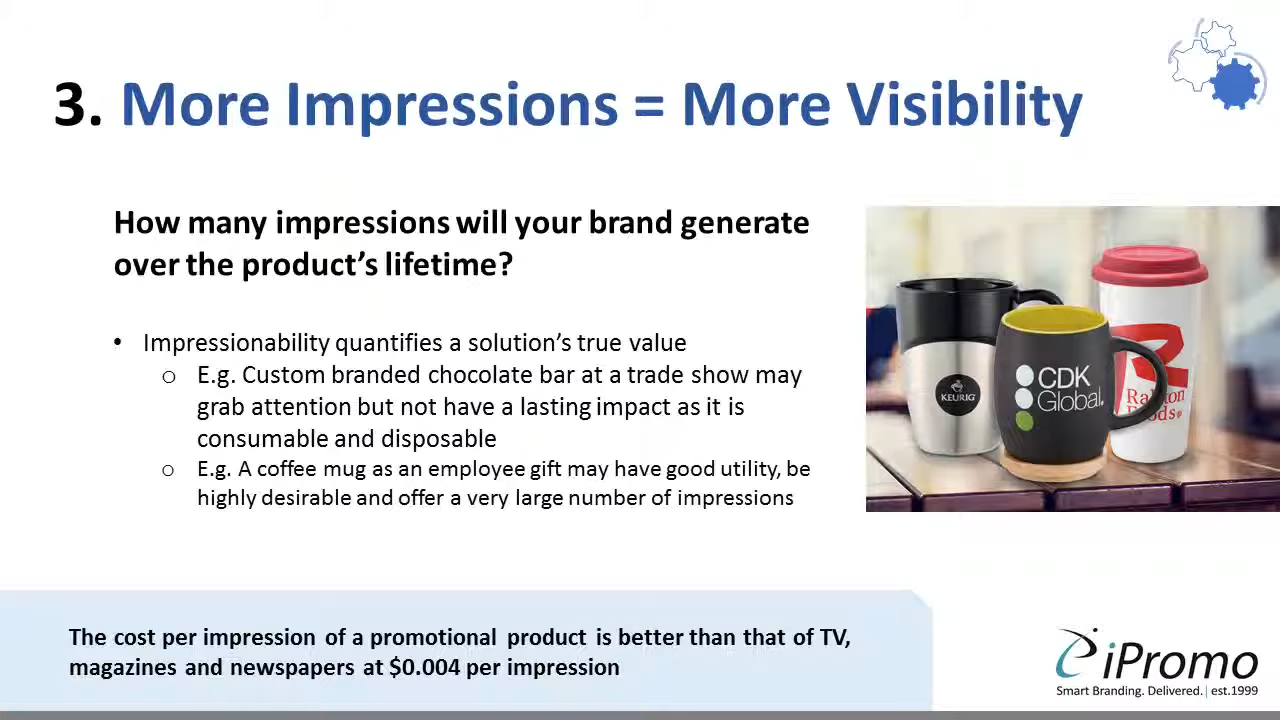 3. More Impressions = More Visibility
How many impressions will your brand generate
over the product's lifetime?
• Impressionability quantifies a solution's true value
o E.g. Custom branded chocolate bar at a trade show may
grab attention but not have a lasting impact as it is
consumable and disposable
o E.g. A coffee mug as an employee gift may have good utility, be
highly desirable and offer a very large number of impressions
KEURIG
CDK
Global.
The cost per impression of a promotional product is better than that of TV,
magazines and newspapers at $0.004 per impression
iPromo
Smart Branding. Delivered. | est.1999